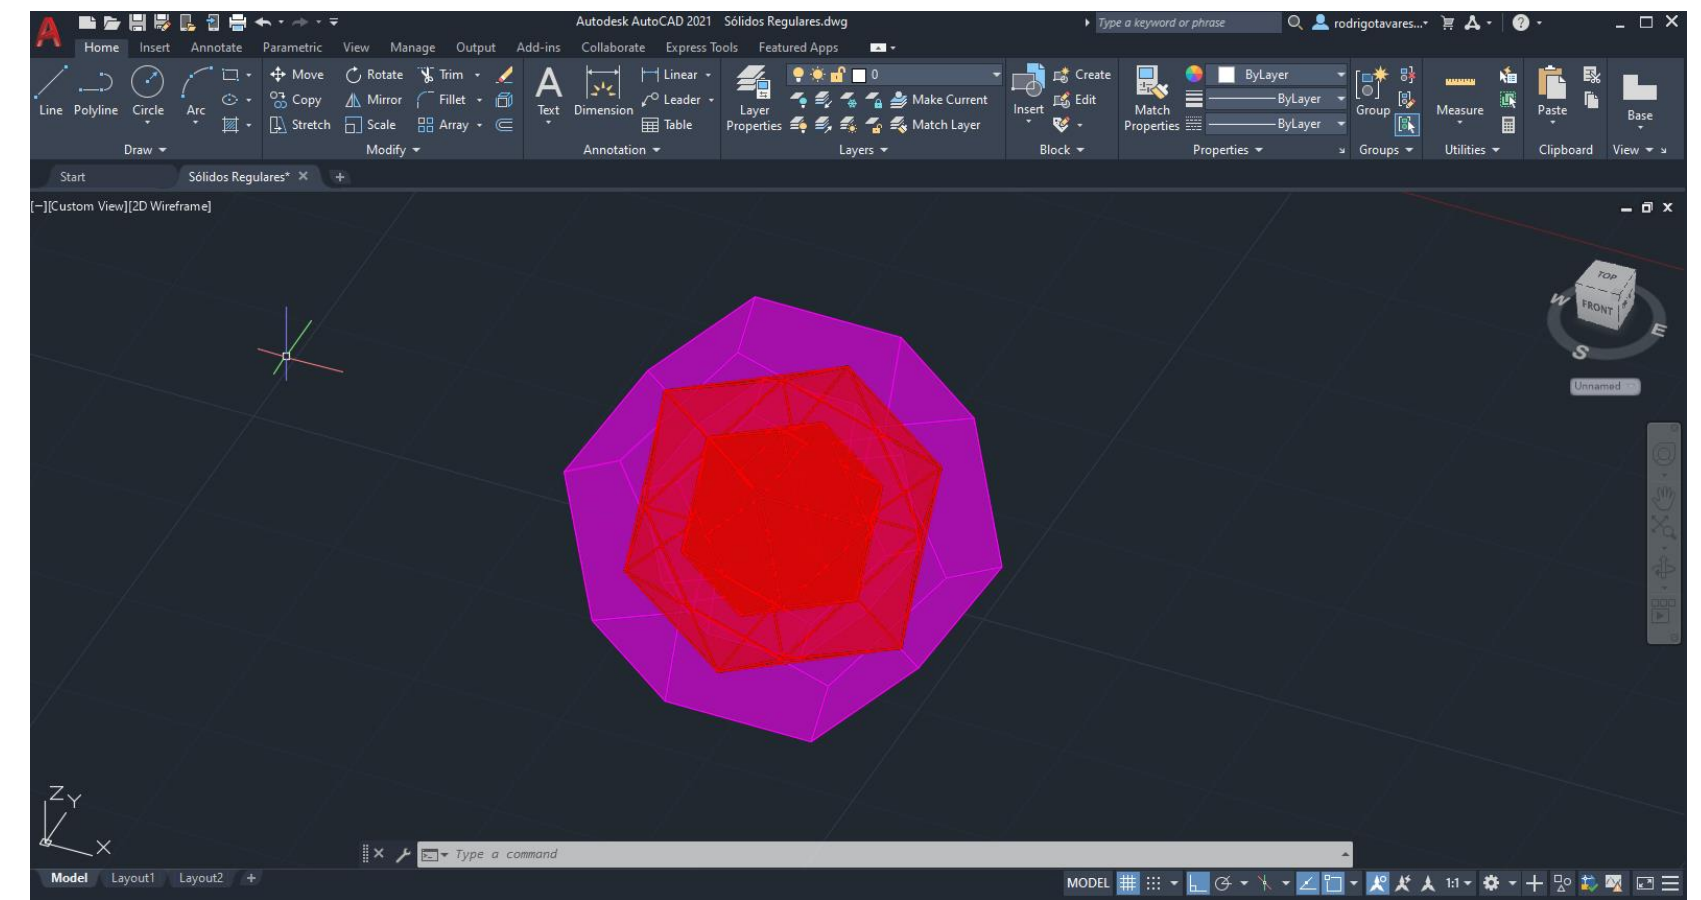 Autodesk AutoCAD 2021 Sólidos Regulares.dwg
Type a keyword or phrase
rodrigotavares...
Home Insert Annotate Parametric View Manage Output Add-ins Collaborate Express Tools Featured Apps
Line Polyline Circle Arc
Draw
Move Rotate Trim
Copy Mirror Fillet
Stretch Scale Array
Modify
Text Dimension
Linear
Leader
Table
Annotation
Layer
Properties
0
Make Current
Match Layer
Layers
Insert
Create
Edit
Block
Match
Properties
ByLayer
ByLayer
ByLayer
Properties
Group
Groups
Measure
Utilities
Paste
Clipboard
Base
View
Start Sólidos Regulares*
[−][Custom View][2D Wireframe]
TOP
FRONT
W
S
E
Unnamed
Z
Y
X
Type a command
Model Layout1 Layout2
MODEL
1:1